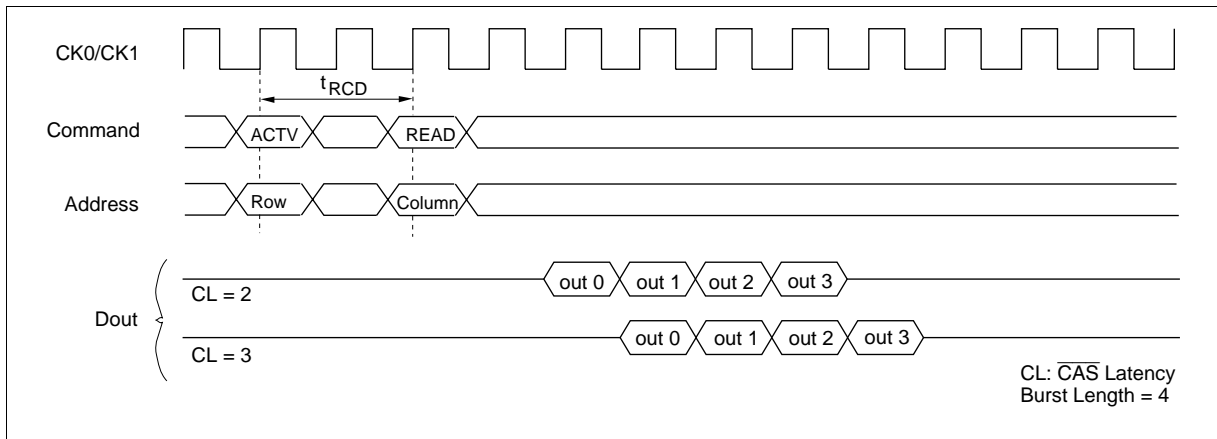 CK0/CK1
tRCD
Command
ACTV
READ
Address
Row
Column
Dout
CL = 2
out 0 out 1 out 2 out 3
CL = 3
out 0 out 1 out 2 out 3
CL: C̅A̅S̅ Latency
Burst Length = 4